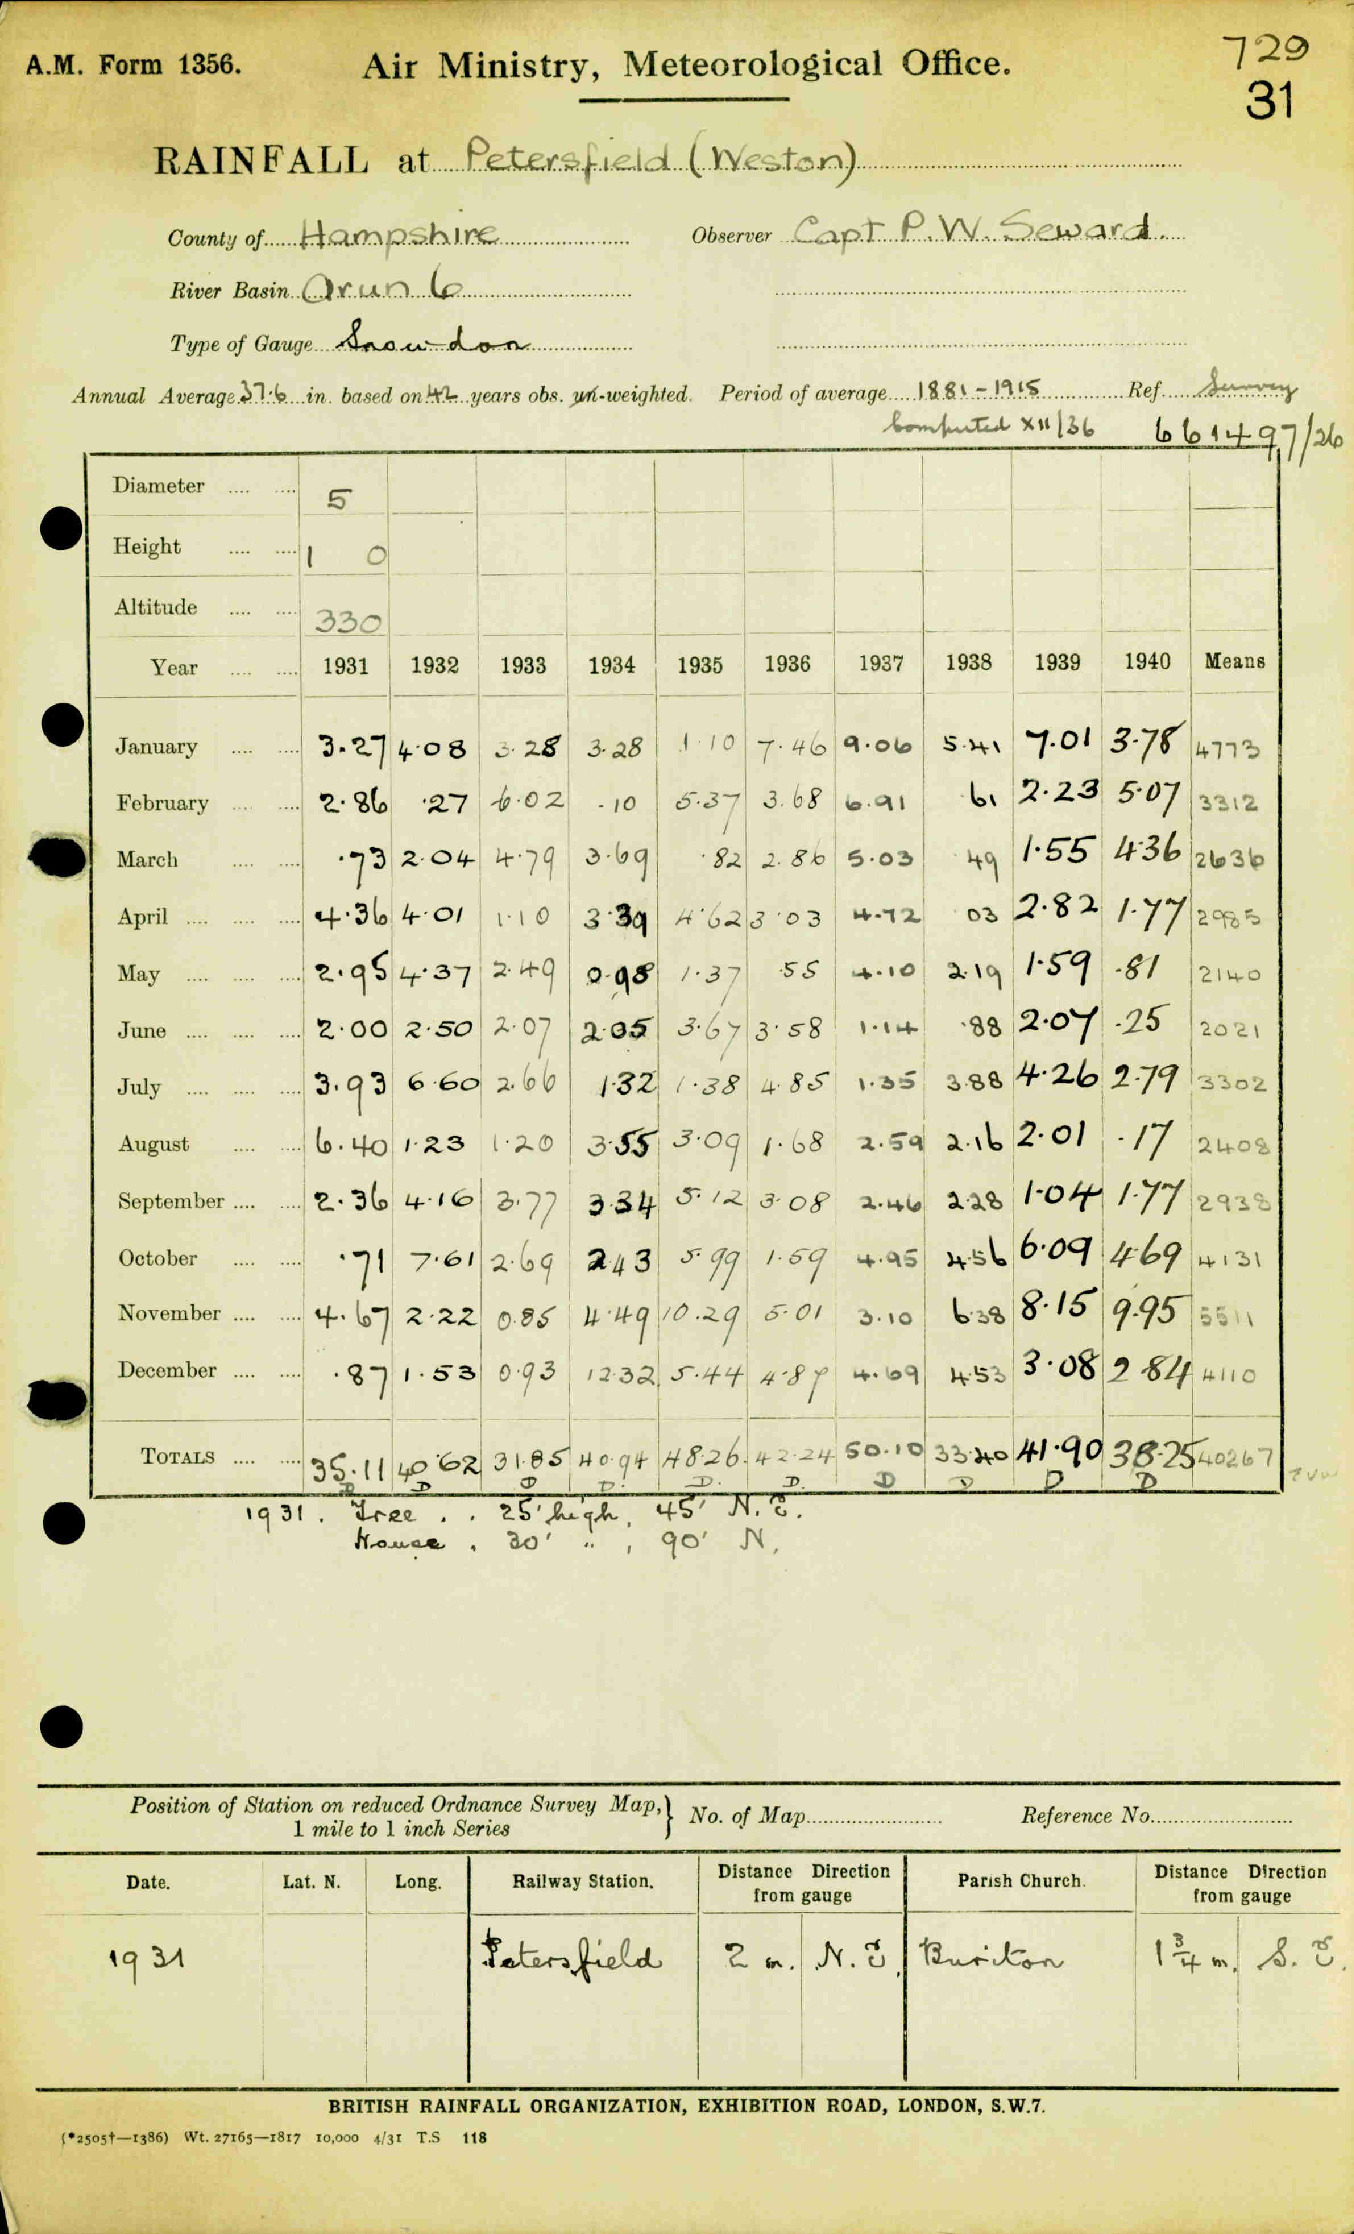 729
A.M. Form 1356. Air Ministry, Meteorological Office.
31
RAINFALL at Petersfield (Weston)
County of Hampshire Observer Capt P.W. Seward.
River Basin Arun 6
Type of Gauge Snowdon
Annual Average 37.6 in. based on 42 years obs. un-weighted. Period of average 1881-1915 Ref. Survey
Computed XII/36 661497/26
Diameter .... .... 5
Height .... .... 1 0
Altitude .... .... 330
Year .... .... 1931 1932 1933 1934 1935 1936 1937 1938 1939 1940 Means
January .... .... 3.27 4.08 3.28 3.28 1.10 7.46 9.06 5.41 7.01 3.78 4773
February .... .... 2.86 .27 6.02 .10 5.37 3.68 6.91 61 2.23 5.07 3312
March .... .... .73 2.04 4.79 3.69 .82 2.86 5.03 49 1.55 4.36 2636
April .... .... .... 4.36 4.01 1.10 3.39 4.62 3.03 4.72 03 2.82 1.77 2985
May .... .... .... 2.95 4.37 2.49 0.98 1.37 .55 4.10 2.19 1.59 .81 2140
June .... .... .... 2.00 2.50 2.07 2.05 3.67 3.58 1.14 .88 2.07 .25 2021
July .... .... .... 3.93 6.60 2.66 1.32 1.38 4.85 1.35 3.88 4.26 2.79 3302
August .... .... 6.40 1.23 1.20 3.55 3.09 1.68 2.59 2.16 2.01 .17 2408
September .... .... 2.36 4.16 3.77 3.34 5.12 3.08 2.46 2.28 1.04 1.77 2938
October .... .... .71 7.61 2.69 2.43 5.99 1.59 4.95 4.56 6.09 4.69 4131
November .... .... 4.67 2.22 0.85 4.49 10.29 5.01 3.10 6.38 8.15 9.95 5511
December .... .... .87 1.53 0.93 12.32 5.44 4.87 4.69 4.53 3.08 2.84 4110
TOTALS .... .... 35.11 40.62 31.85 40.94 48.26 42.24 50.10 33.40 41.90 38.25 40267
D D D D. D. D. D D D D
1931. Tree . . 25' high, 45' N.E.
House . 30' " , 90' N.
Position of Station on reduced Ordnance Survey Map, 1 mile to 1 inch Series } No. of Map Reference No.
Date. Lat. N. Long. Railway Station. Distance Direction from gauge Parish Church. Distance Direction from gauge
1931 Petersfield 2 m. N.E. Buriton 1 3/4 m. S.E.
BRITISH RAINFALL ORGANIZATION, EXHIBITION ROAD, LONDON, S.W.7.
(*2505†—1386) Wt. 27165—1817 10,000 4/31 T.S 118